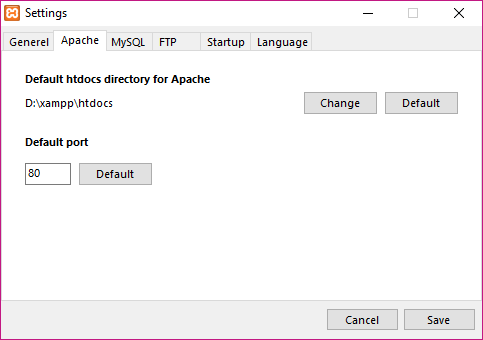 Settings
Generel Apache MySQL FTP Startup Language
Default htdocs directory for Apache
D:\xampp\htdocs Change Default
Default port
80 Default
Cancel Save